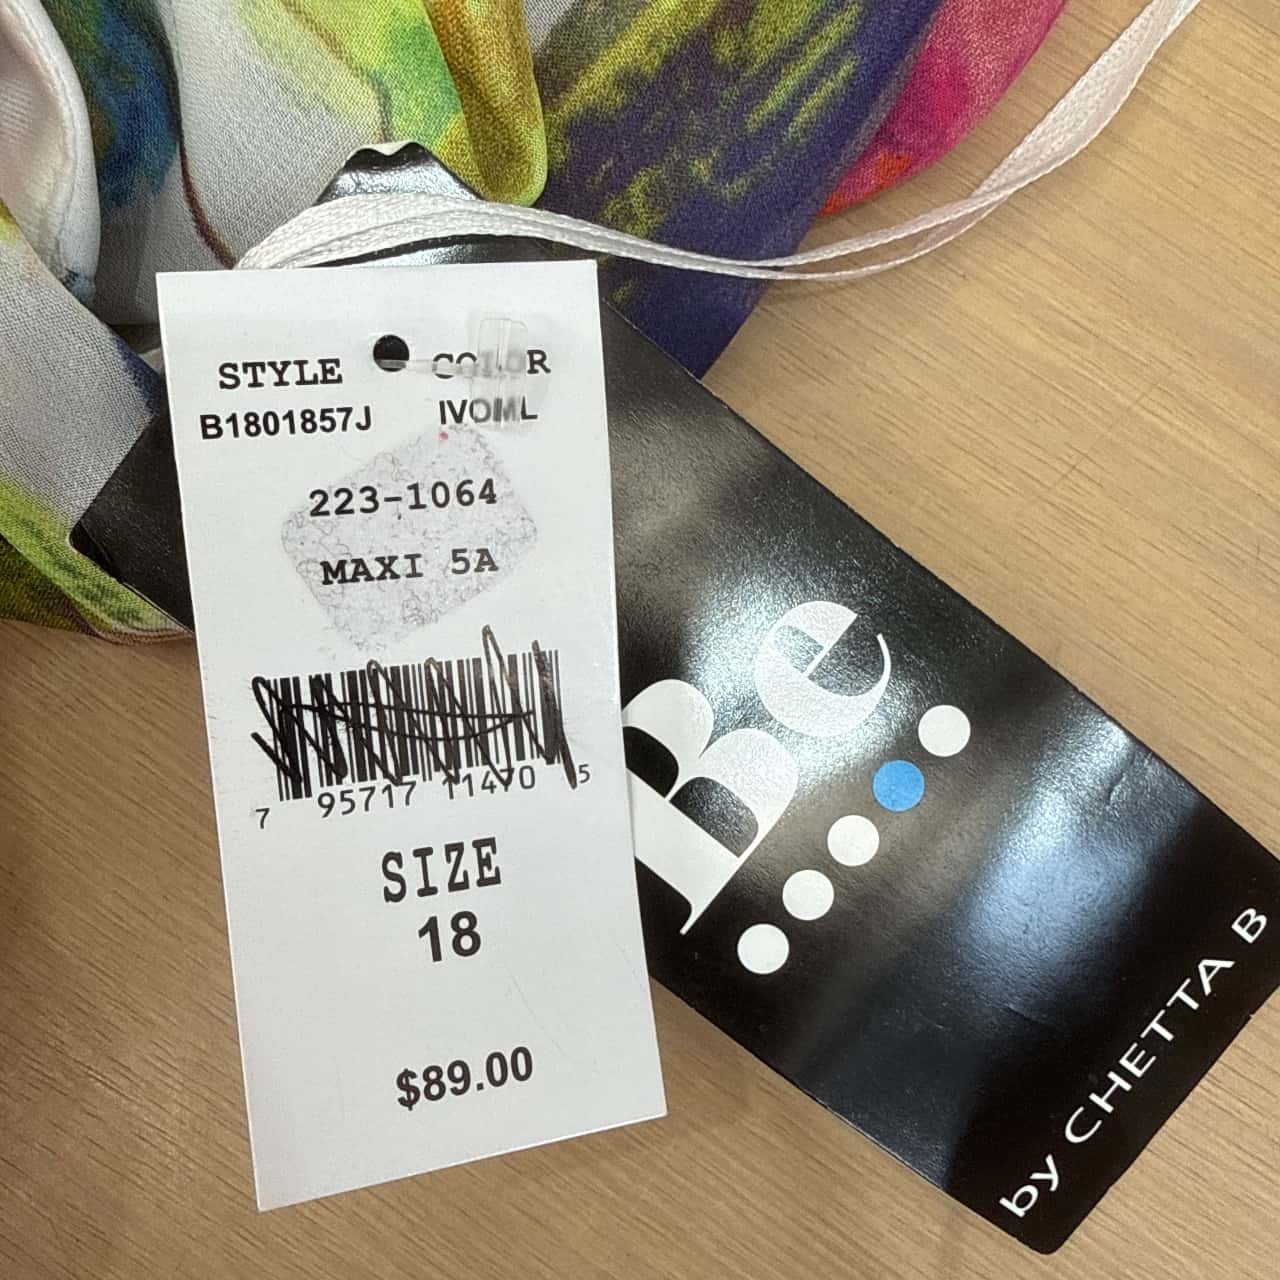 STYLE COLOR
B1801857J IVOML
223-1064
MAXI 5A
7 95717 11470 5
SIZE
18
$89.00
Be
by CHETTA B